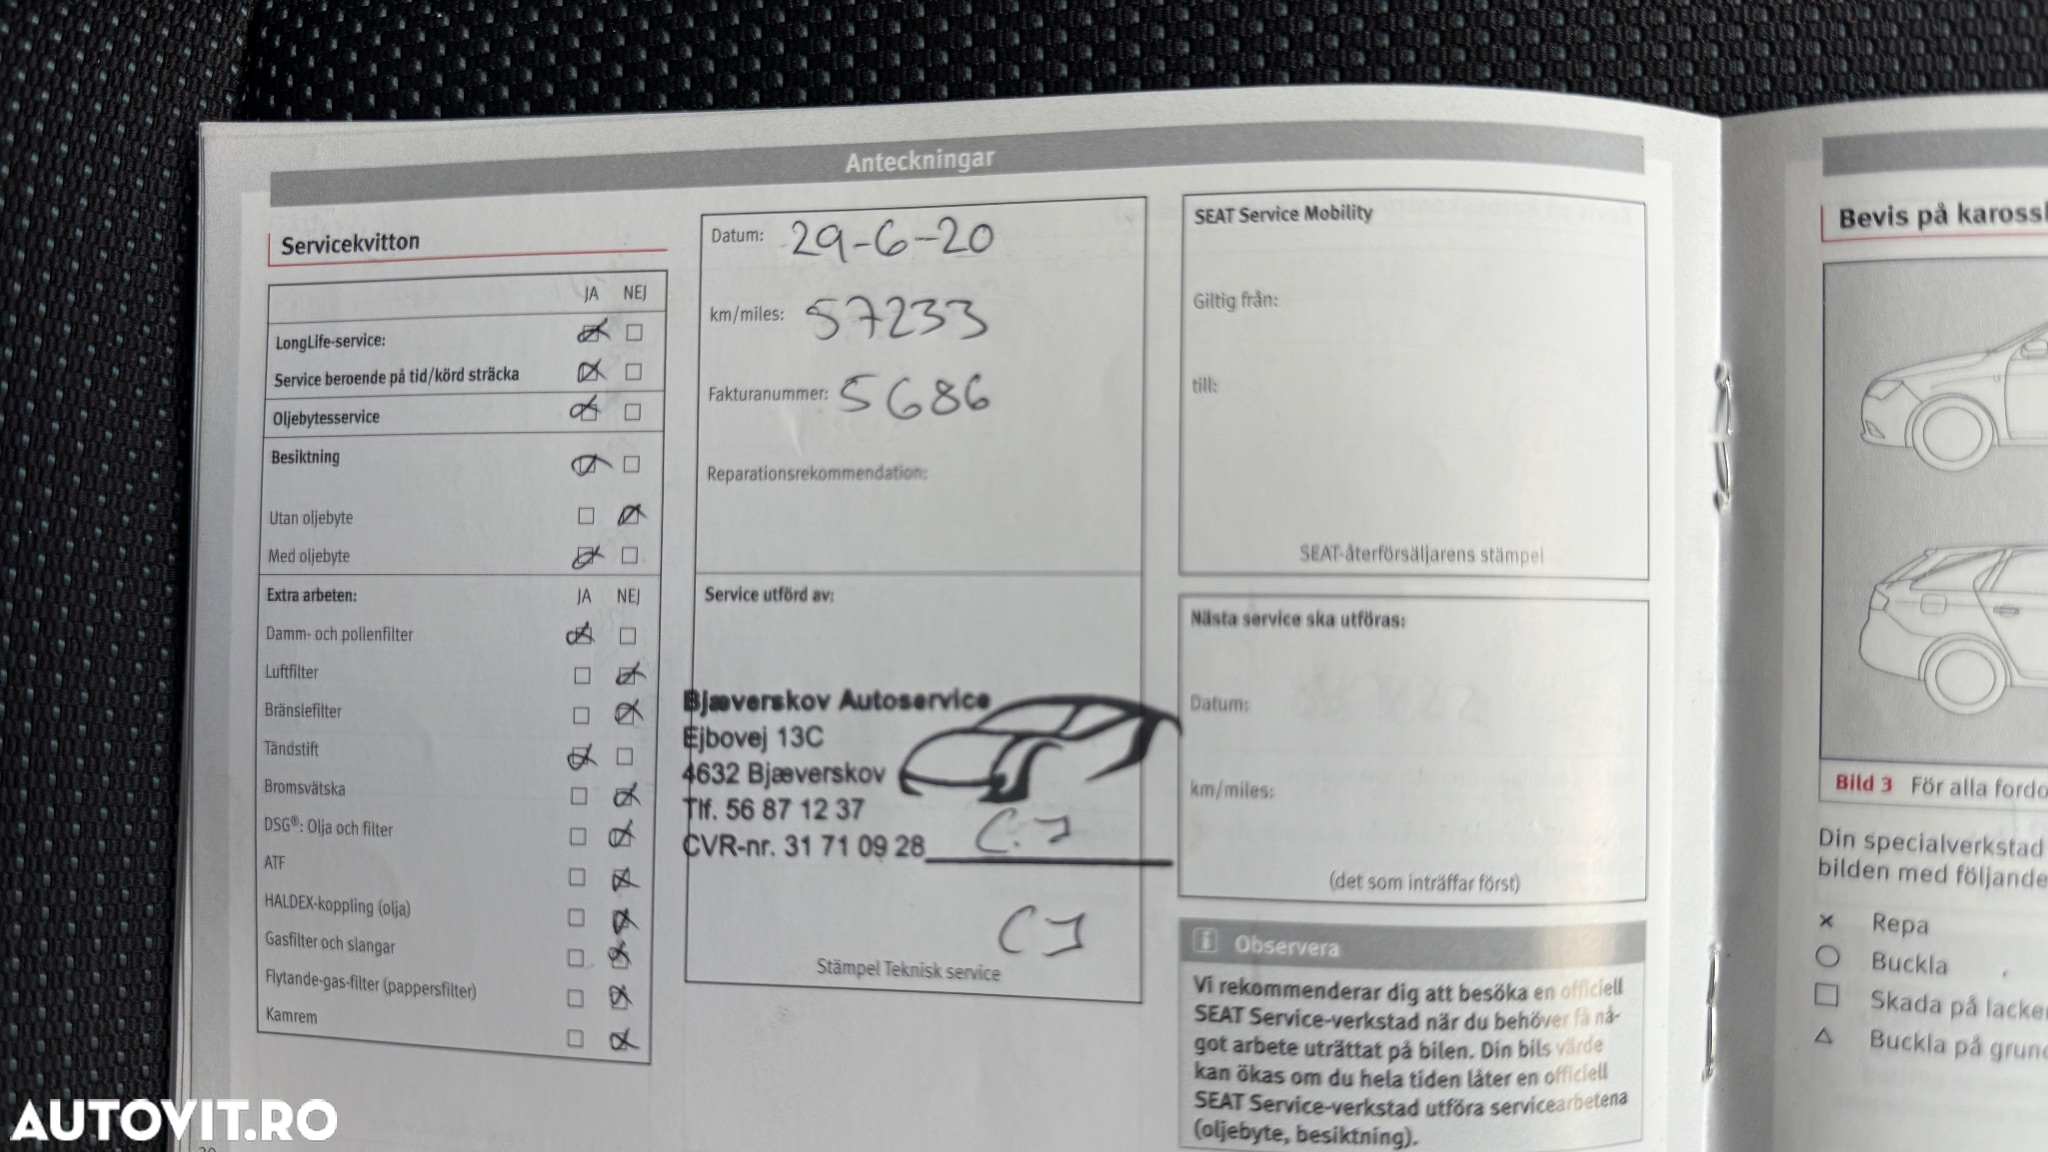 Anteckningar
Servicekvitton
JA NEJ
LongLife-service:
Service beroende på tid/körd sträcka
Oljebytesservice
Besiktning
Utan oljebyte
Med oljebyte
Extra arbeten: JA NEJ
Damm- och pollenfilter
Luftfilter
Bränslefilter
Tändstift
Bromsvätska
DSG®: Olja och filter
ATF
HALDEX-koppling (olja)
Gasfilter och slangar
Flytande-gas-filter (pappersfilter)
Kamrem
Datum: 29-6-20
km/miles: 57233
Fakturanummer: 5686
Reparationsrekommendation:
Service utförd av:
Bjæverskov Autoservice
Ejbovej 13C
4632 Bjæverskov
Tlf. 56 87 12 37
CVR-nr. 31 71 09 28
Stämpel Teknisk service
SEAT Service Mobility
Giltig från:
till:
SEAT-återförsäljarens stämpel
Nästa service ska utföras:
Datum:
km/miles:
(det som inträffar först)
i Observera
Vi rekommenderar dig att besöka en officiell
SEAT Service-verkstad när du behöver få nå-
got arbete uträttat på bilen. Din bils värde
kan ökas om du hela tiden låter en officiell
SEAT Service-verkstad utföra servicearbetena
(oljebyte, besiktning).
Bevis på kaross
Bild 3 För alla fordo
Din specialverkstad
bilden med följande
Repa
Buckla
Skada på lacke
Buckla på grun
AUTOVIT.RO